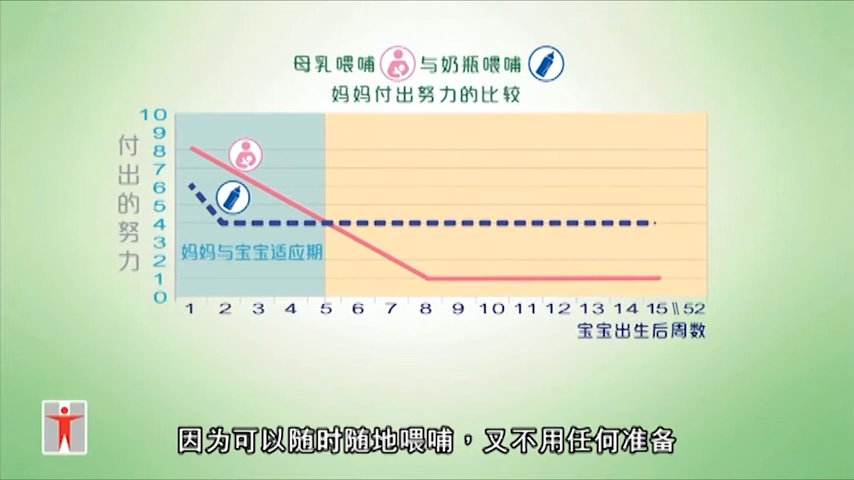 母乳喂哺与奶瓶喂哺
妈妈付出努力的比较
付出的努力
10
9
8
7
6
5
4
3
2
1
0
妈妈与宝宝适应期
1 2 3 4 5 6 7 8 9 10 11 12 13 14 15 \\ 52
宝宝出生后周数
因为可以随时随地喂哺，又不用任何准备